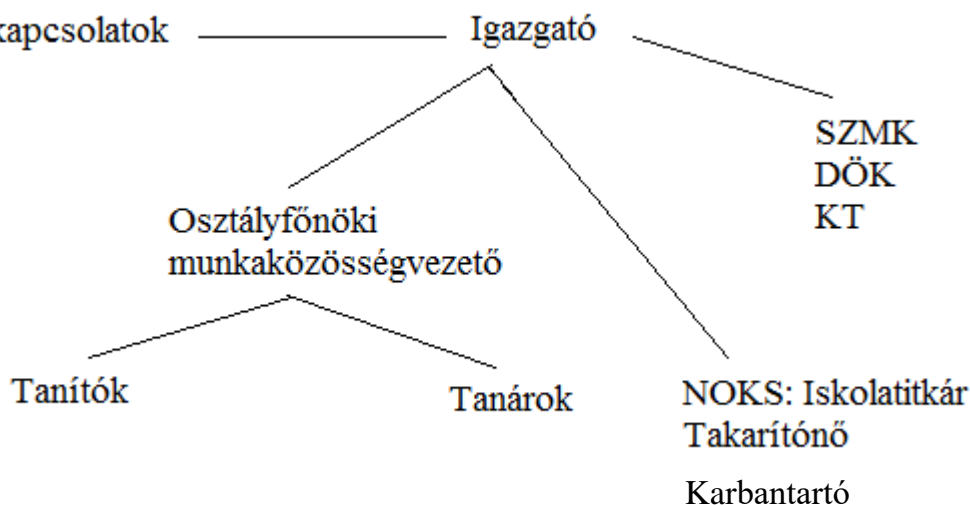 kapcsolatok
Igazgató
SZMK
DÖK
KT
Osztályfőnöki
munkaközösségvezető
Tanítók
Tanárok
NOKS: Iskolatitkár
Takarítónő
Karbantartó